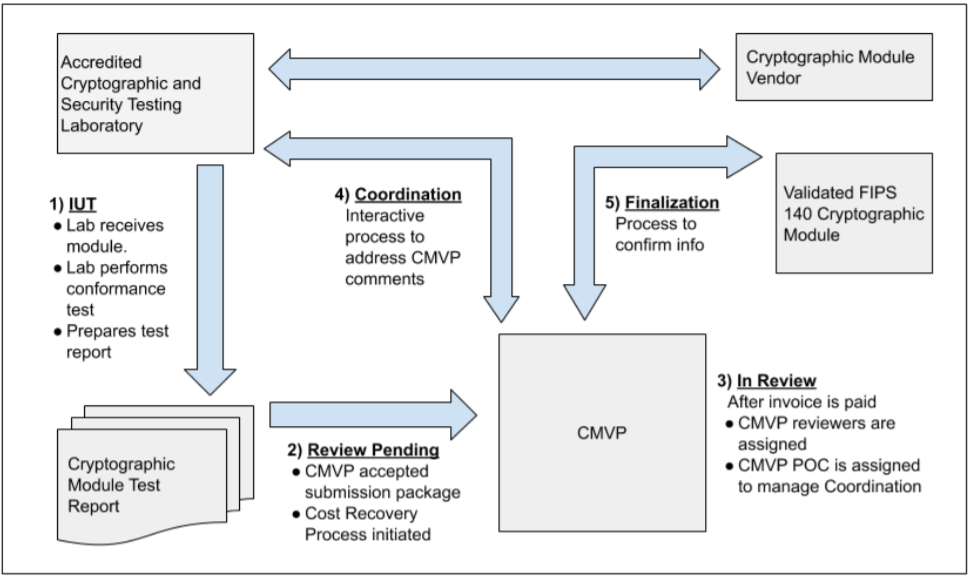 Accredited
Cryptographic and
Security Testing
Laboratory
Cryptographic Module
Vendor
1) IUT
● Lab receives
module.
● Lab performs
conformance
test
● Prepares test
report
4) Coordination
Interactive
process to
address CMVP
comments
5) Finalization
Process to
confirm info
Validated FIPS
140 Cryptographic
Module
Cryptographic
Module Test
Report
2) Review Pending
● CMVP accepted
submission package
● Cost Recovery
Process initiated
CMVP
3) In Review
After invoice is paid
● CMVP reviewers are
assigned
● CMVP POC is assigned
to manage Coordination